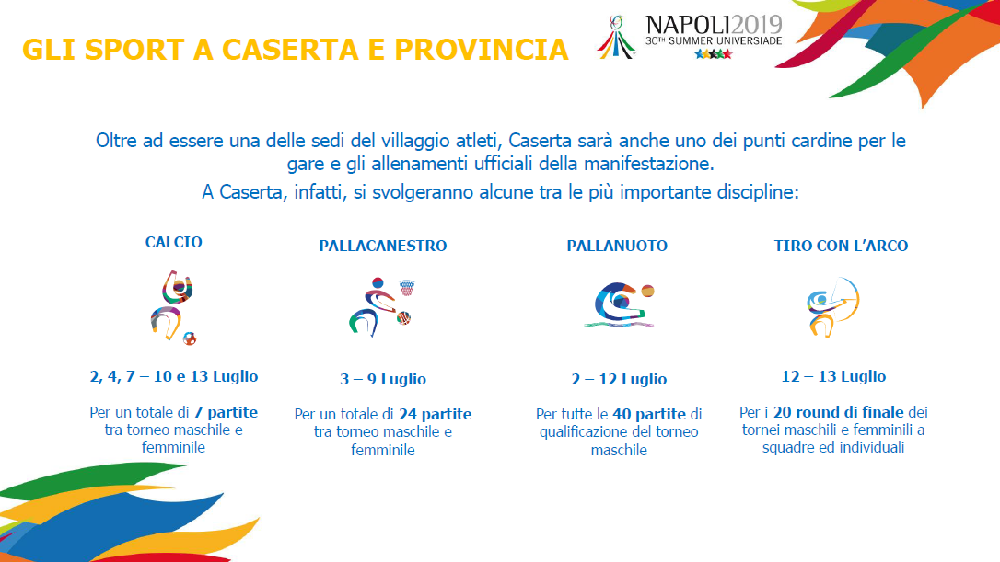 GLI SPORT A CASERTA E PROVINCIA
NAPOLI2019
30TH SUMMER UNIVERSIADE
Oltre ad essere una delle sedi del villaggio atleti, Caserta sarà anche uno dei punti cardine per le
gare e gli allenamenti ufficiali della manifestazione.
A Caserta, infatti, si svolgeranno alcune tra le più importante discipline:
CALCIO
2, 4, 7 – 10 e 13 Luglio
Per un totale di 7 partite
tra torneo maschile e
femminile
PALLACANESTRO
3 – 9 Luglio
Per un totale di 24 partite
tra torneo maschile e
femminile
PALLANUOTO
2 – 12 Luglio
Per tutte le 40 partite di
qualificazione del torneo
maschile
TIRO CON L’ARCO
12 – 13 Luglio
Per i 20 round di finale dei
tornei maschili e femminili a
squadre ed individuali